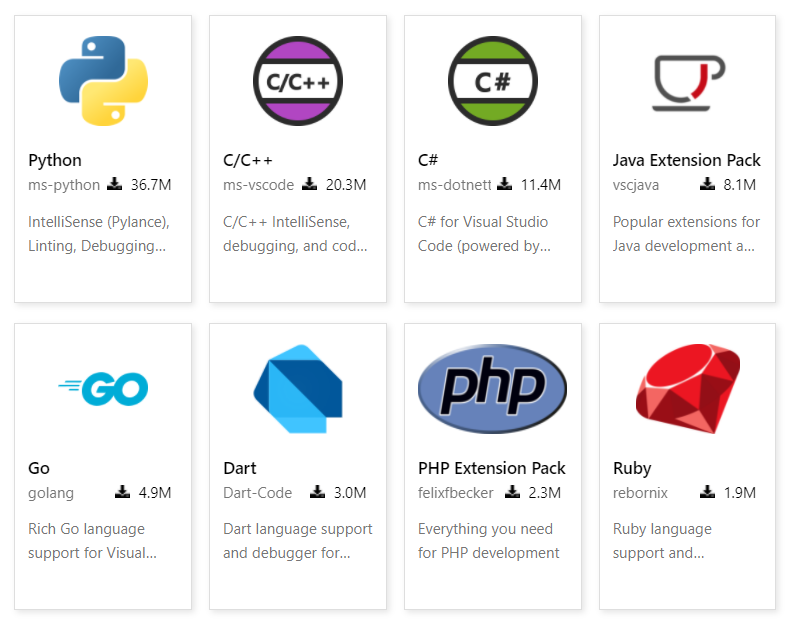 C/C++
C#
Python
ms-python 36.7M
IntelliSense (Pylance),
Linting, Debugging...
C/C++
ms-vscode 20.3M
C/C++ IntelliSense,
debugging, and cod...
C#
ms-dotnett 11.4M
C# for Visual Studio
Code (powered by...
Java Extension Pack
vscjava 8.1M
Popular extensions for
Java development a...
GO
php
Go
golang 4.9M
Rich Go language
support for Visual...
Dart
Dart-Code 3.0M
Dart language support
and debugger for...
PHP Extension Pack
felixfbecker 2.3M
Everything you need
for PHP development
Ruby
rebornix 1.9M
Ruby language
support and...